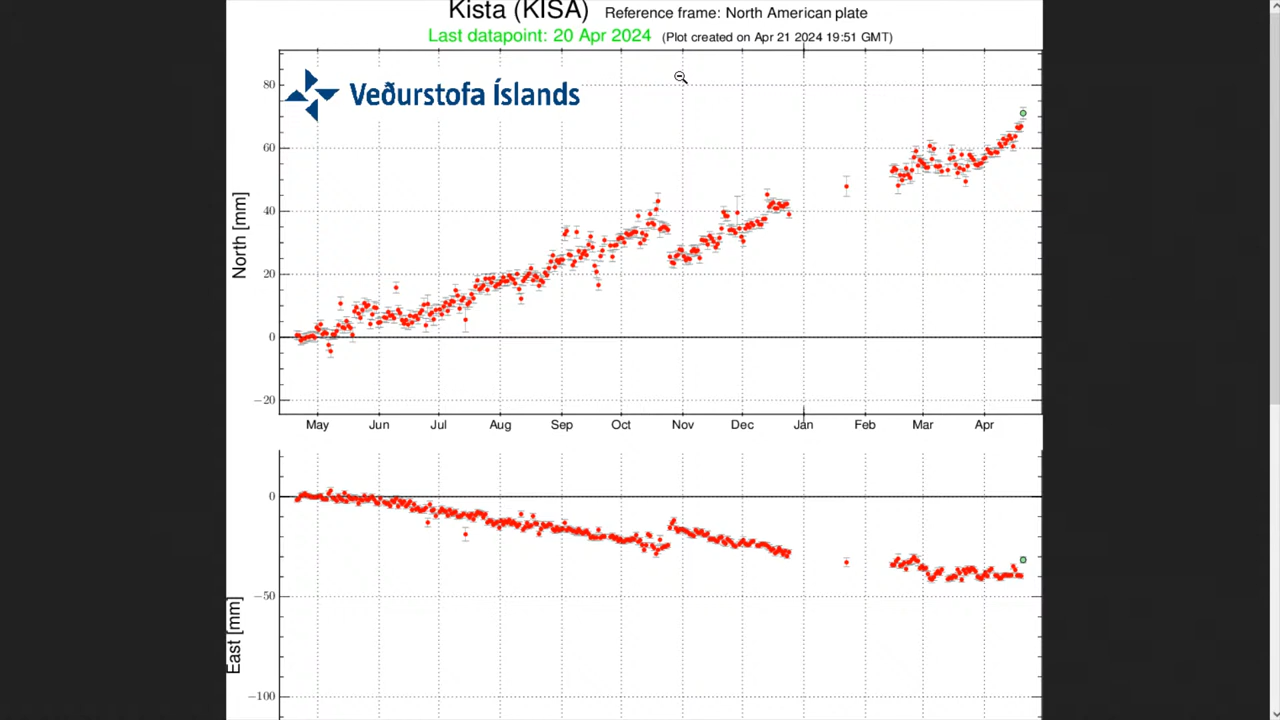 Kista (KISA) Reference frame: North American plate
Last datapoint: 20 Apr 2024 (Plot created on Apr 21 2024 19:51 GMT)
Veðurstofa Íslands
North [mm]
80
60
40
20
0
−20
May Jun Jul Aug Sep Oct Nov Dec Jan Feb Mar Apr
East [mm]
0
−50
−100